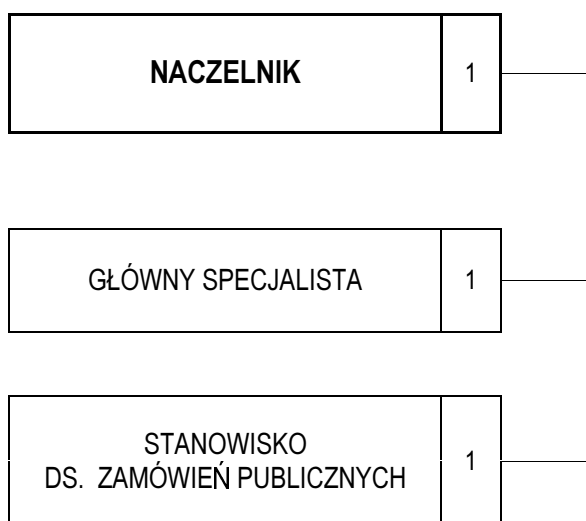 NACZELNIK 1
GŁÓWNY SPECJALISTA 1
STANOWISKO
DS. ZAMÓWIEŃ PUBLICZNYCH 1